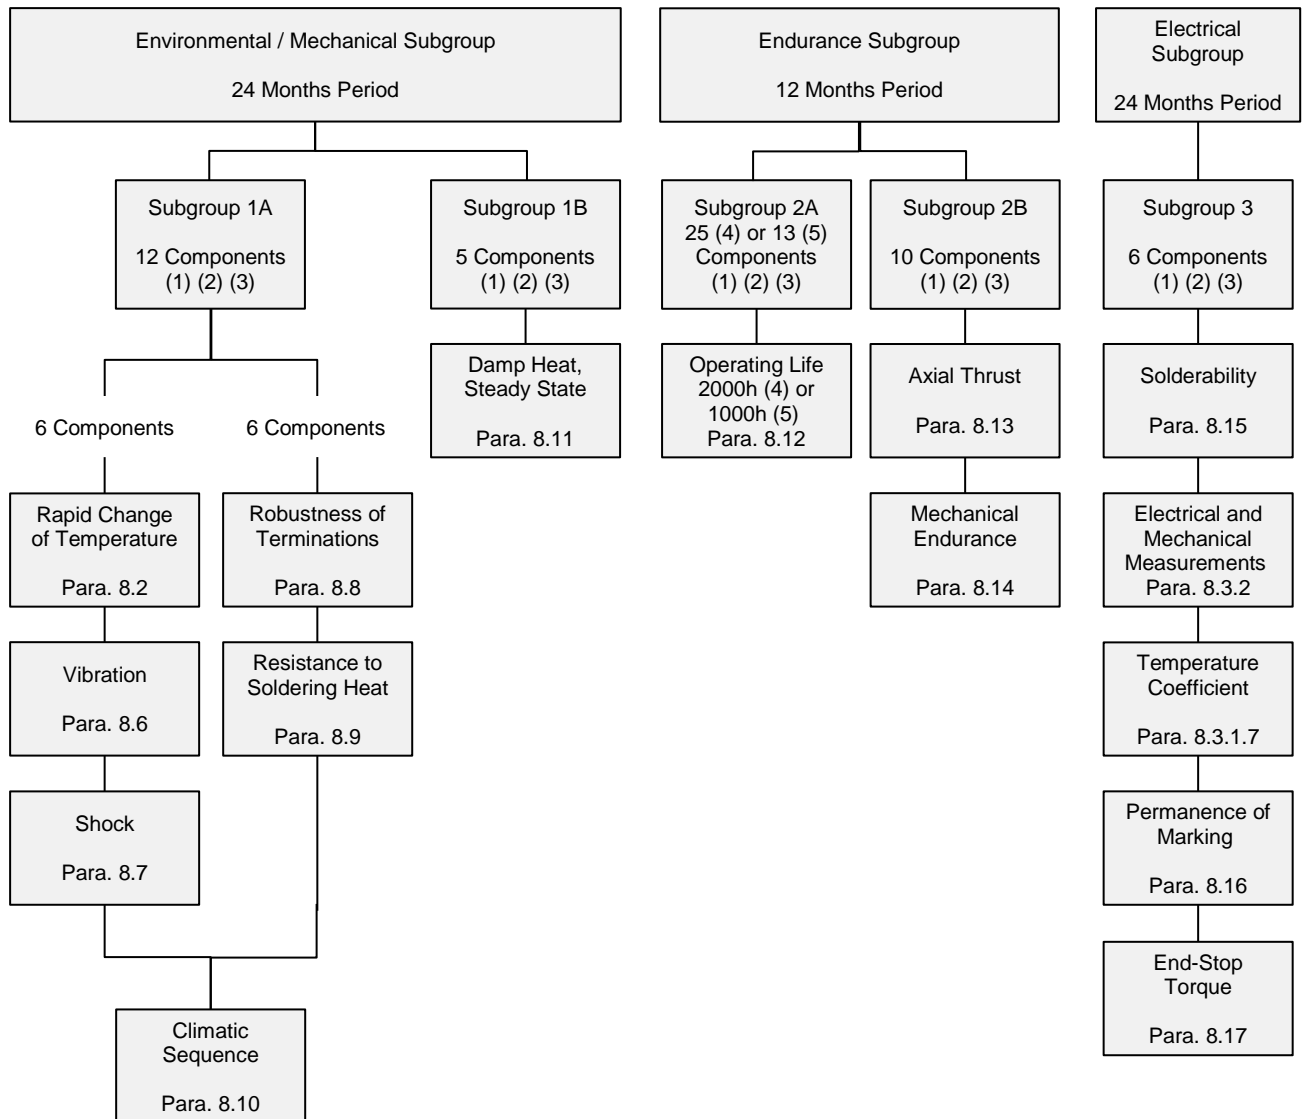 Environmental / Mechanical Subgroup
24 Months Period
Endurance Subgroup
12 Months Period
Electrical
Subgroup
24 Months Period
Subgroup 1A
12 Components
(1) (2) (3)
Subgroup 1B
5 Components
(1) (2) (3)
Subgroup 2A
25 (4) or 13 (5)
Components
(1) (2) (3)
Subgroup 2B
10 Components
(1) (2) (3)
Subgroup 3
6 Components
(1) (2) (3)
Damp Heat,
Steady State
Para. 8.11
Operating Life
2000h (4) or
1000h (5)
Para. 8.12
Axial Thrust
Para. 8.13
Solderability
Para. 8.15
6 Components
6 Components
Rapid Change
of Temperature
Para. 8.2
Robustness of
Terminations
Para. 8.8
Mechanical
Endurance
Para. 8.14
Electrical and
Mechanical
Measurements
Para. 8.3.2
Vibration
Para. 8.6
Resistance to
Soldering Heat
Para. 8.9
Temperature
Coefficient
Para. 8.3.1.7
Shock
Para. 8.7
Permanence of
Marking
Para. 8.16
End-Stop
Torque
Para. 8.17
Climatic
Sequence
Para. 8.10